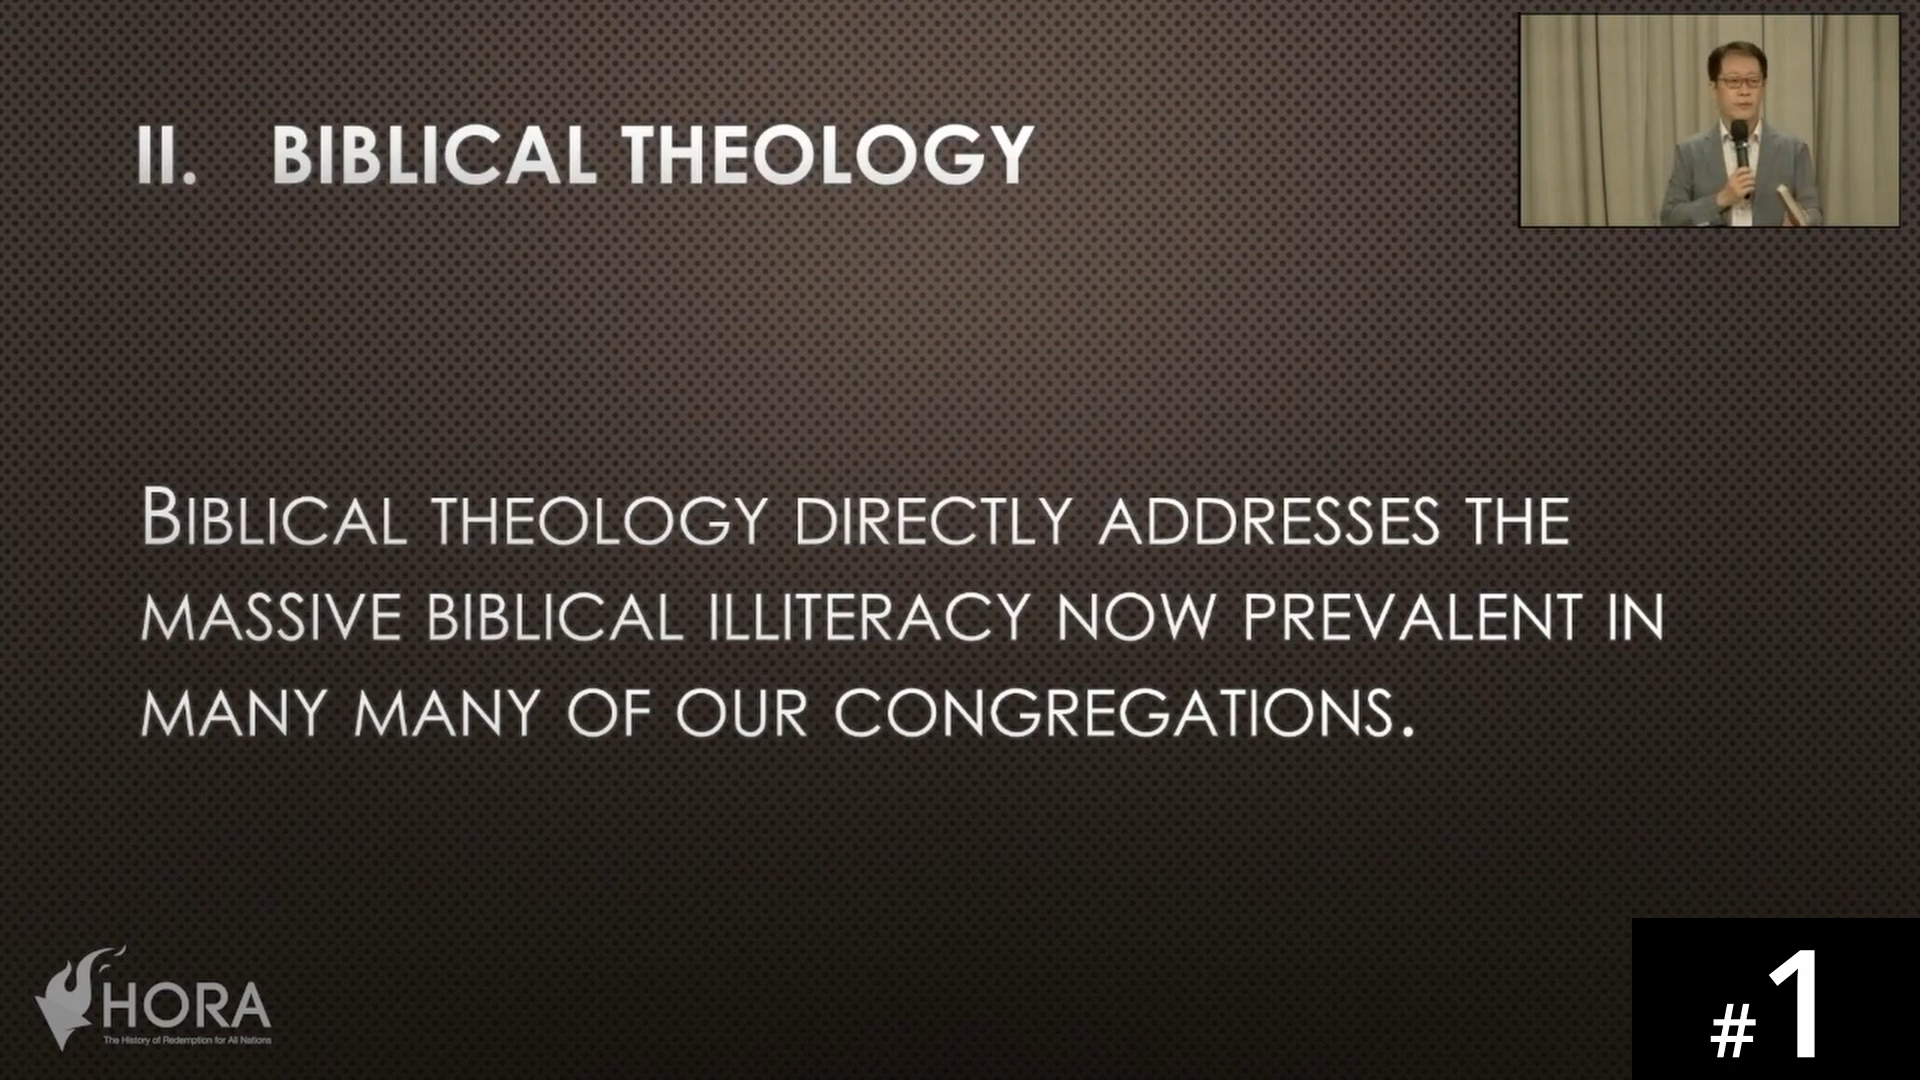 II. BIBLICAL THEOLOGY
BIBLICAL THEOLOGY DIRECTLY ADDRESSES THE
MASSIVE BIBLICAL ILLITERACY NOW PREVALENT IN
MANY MANY OF OUR CONGREGATIONS.
HORA
The History of Redemption for All Nations
#1